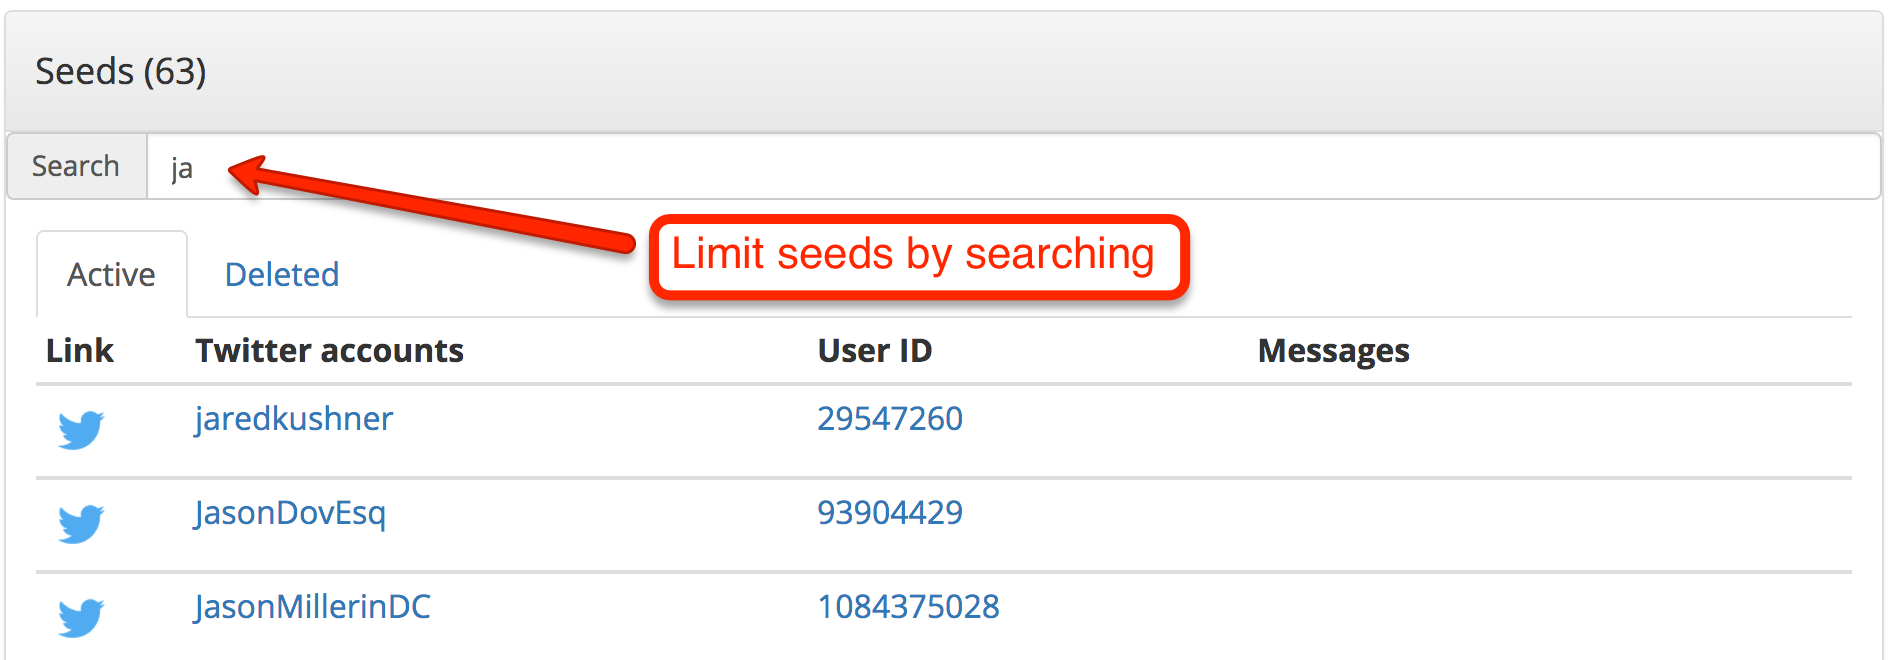 Seeds (63)
Search ja
Limit seeds by searching
Active Deleted
Link Twitter accounts User ID Messages
jaredkushner 29547260
JasonDovEsq 93904429
JasonMillerinDC 1084375028